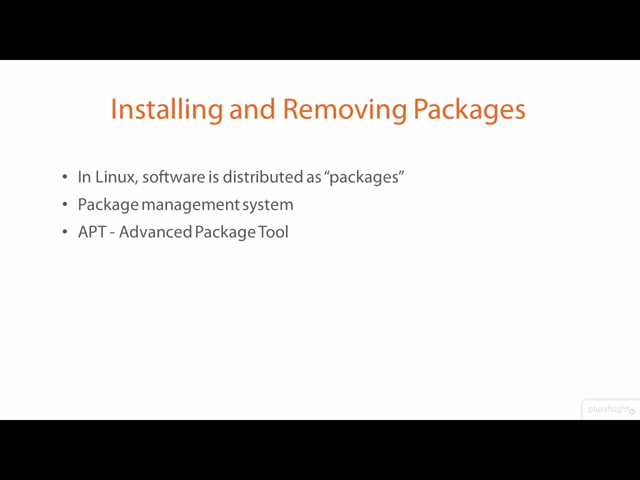 Installing and Removing Packages
• In Linux, software is distributed as “packages”
• Package management system
• APT - Advanced Package Tool
pluralsight